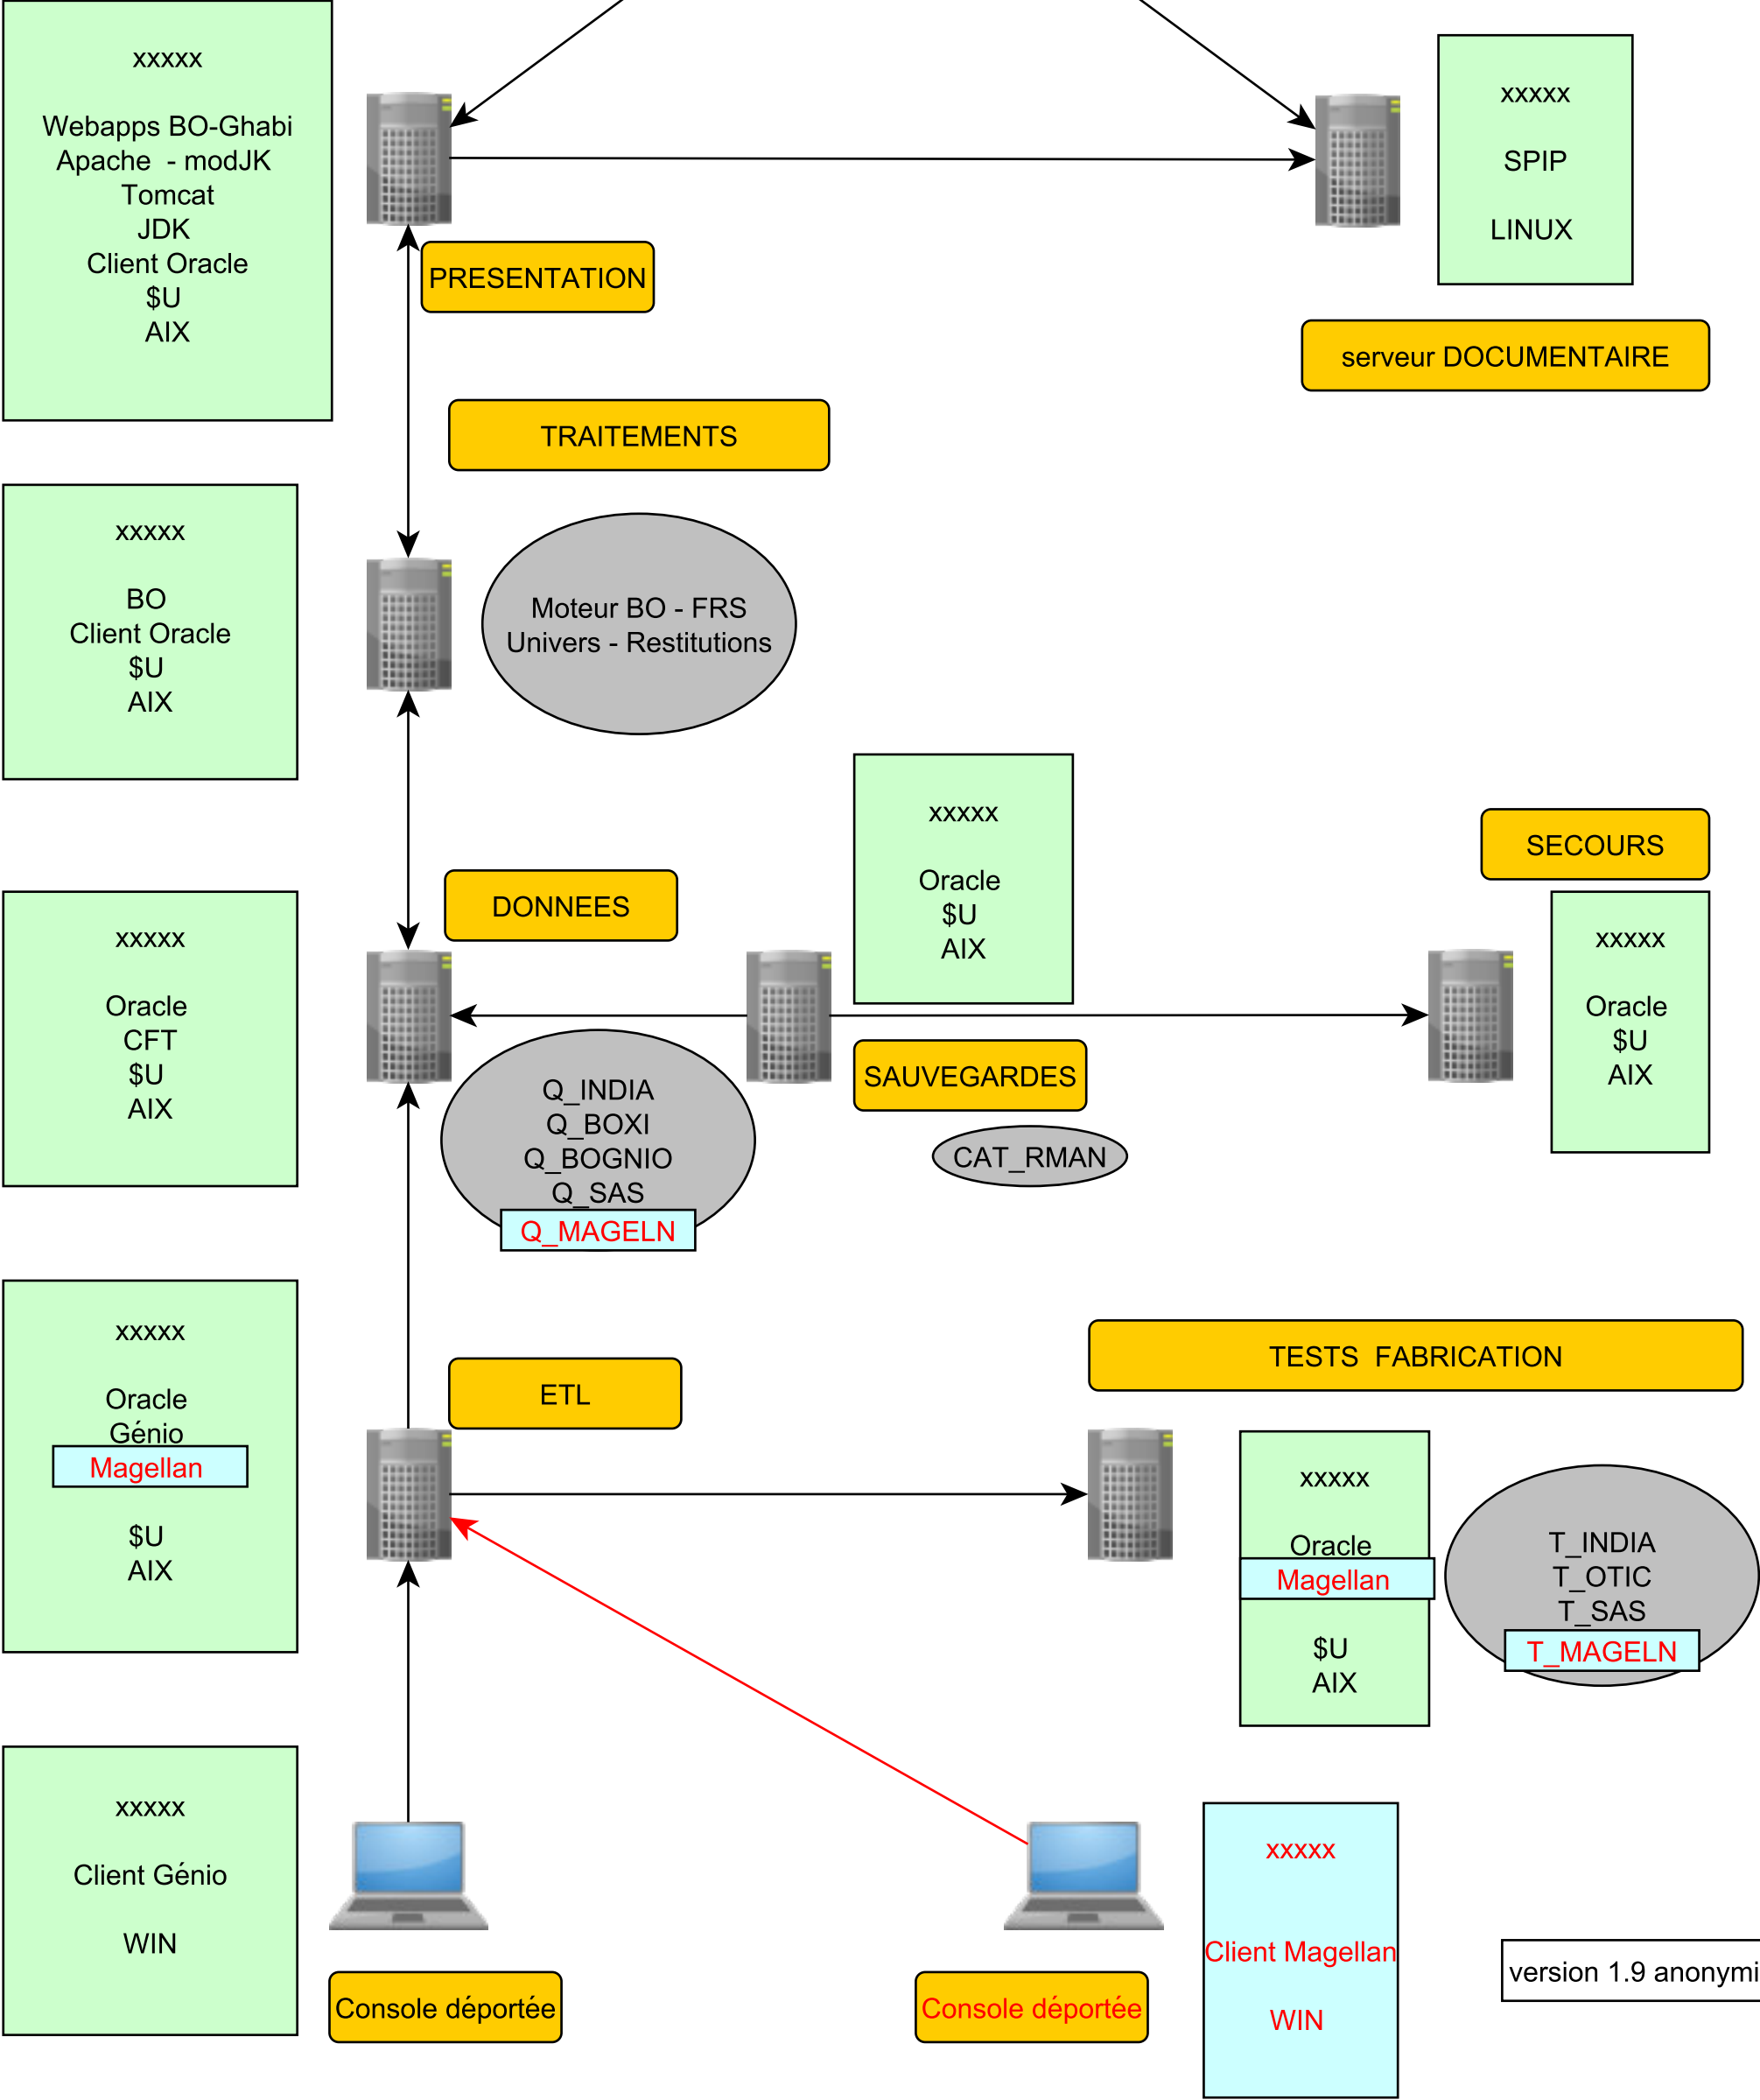 xxxxx
Webapps BO-Ghabi
Apache - modJK
Tomcat
JDK
Client Oracle
$U
AIX
PRESENTATION
xxxxx
SPIP
LINUX
serveur DOCUMENTAIRE
TRAITEMENTS
xxxxx
BO
Client Oracle
$U
AIX
Moteur BO - FRS
Univers - Restitutions
xxxxx
Oracle
$U
AIX
SECOURS
DONNEES
xxxxx
Oracle
CFT
$U
AIX
xxxxx
Oracle
$U
AIX
SAUVEGARDES
Q_INDIA
Q_BOXI
Q_BOGNIO
Q_SAS
Q_MAGELN
CAT_RMAN
xxxxx
Oracle
Génio
Magellan
$U
AIX
ETL
TESTS FABRICATION
xxxxx
Oracle
Magellan
$U
AIX
T_INDIA
T_OTIC
T_SAS
T_MAGELN
xxxxx
Client Génio
WIN
Console déportée
Console déportée
xxxxx
Client Magellan
WIN
version 1.9 anonymi